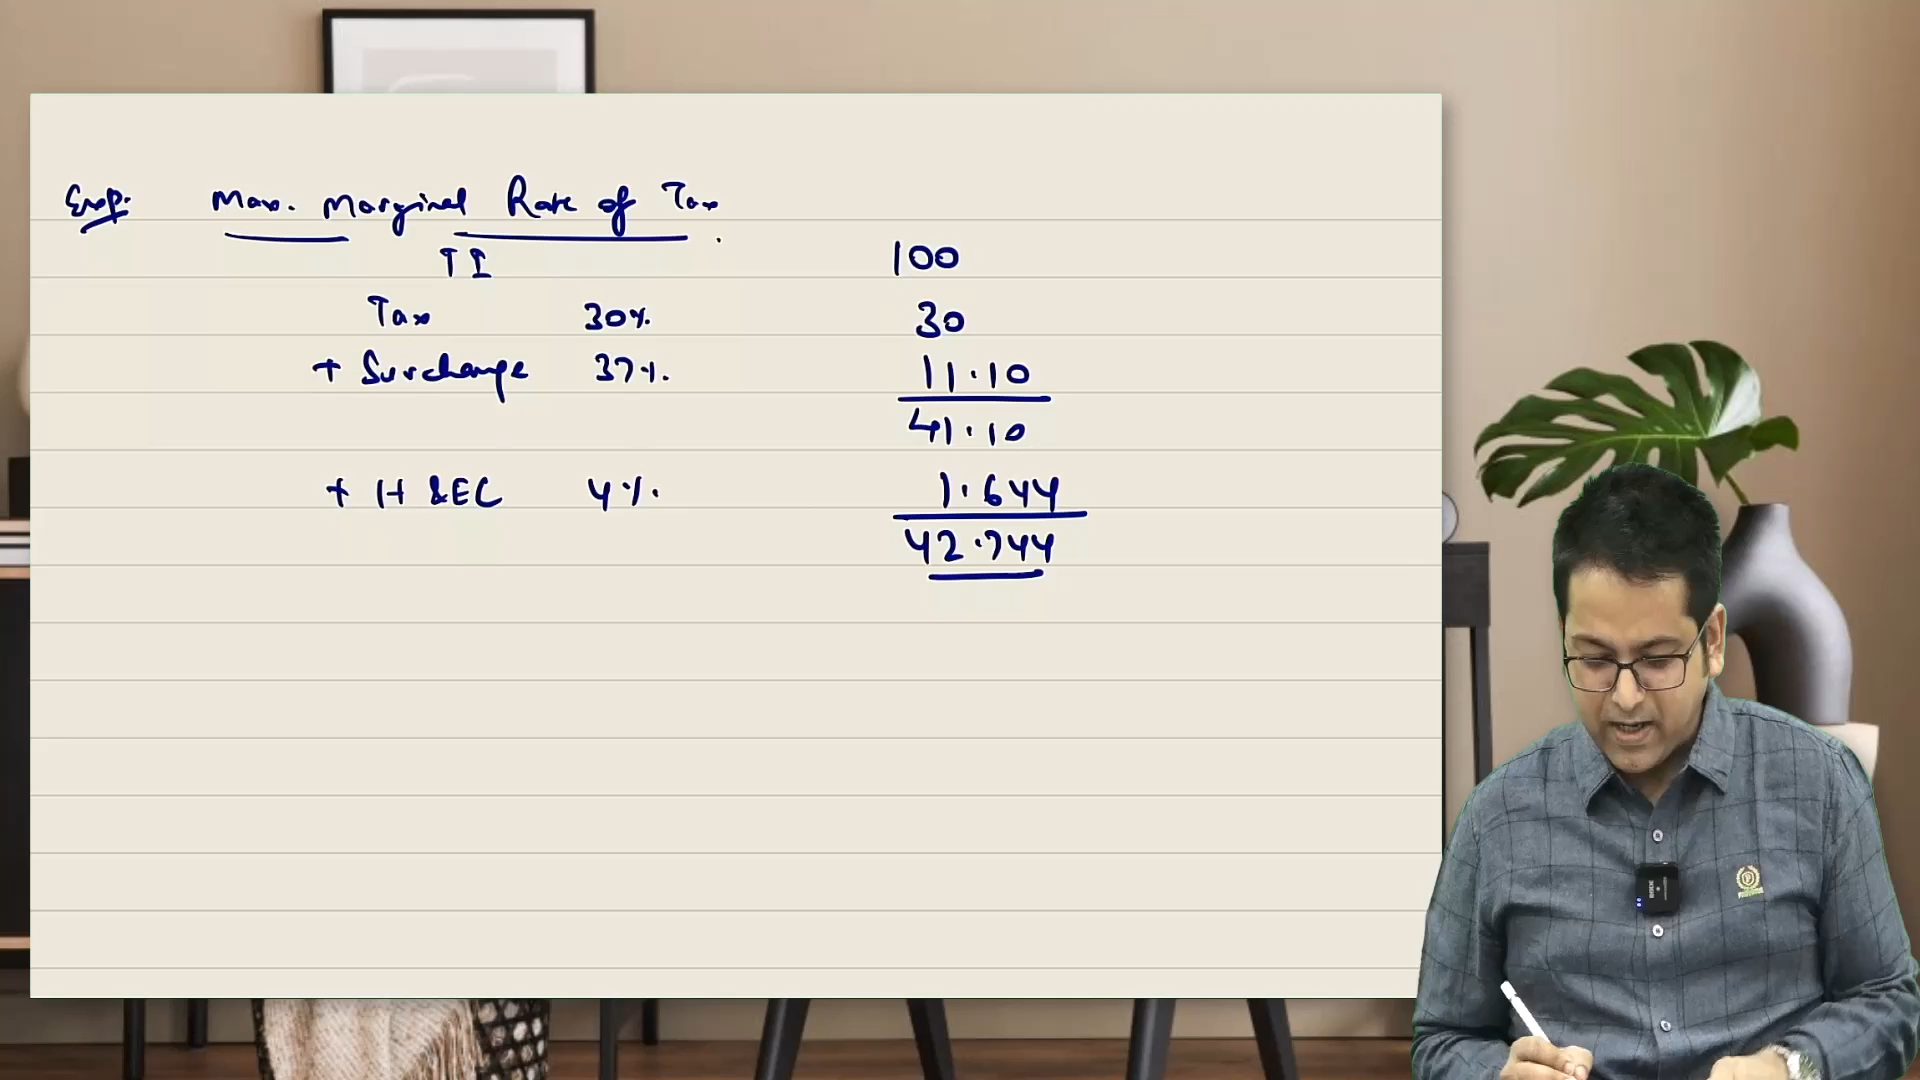 Exp. Max. Marginal Rate of Tax
TI 100
Tax 30% 30
+ Surcharge 37% 11.10
41.10
+ H &EC 4% 1.644
42.744